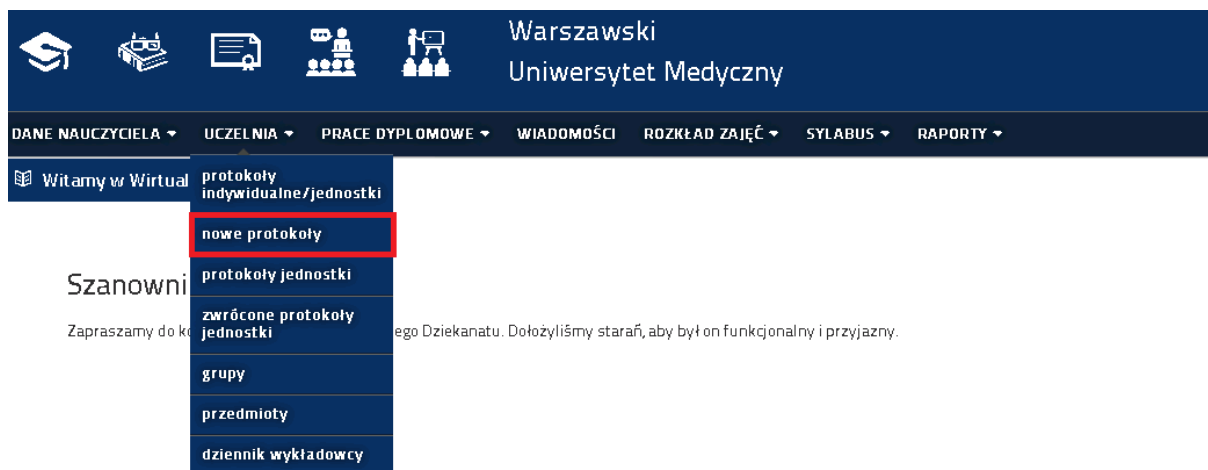 Warszawski
Uniwersytet Medyczny
DANE NAUCZYCIELA UCZELNIA PRACE DYPLOMOWE WIADOMOŚCI ROZKŁAD ZAJĘĆ SYLABUS RAPORTY
Witamy w Wirtual
protokoły
indywidualne/jednostki
nowe protokoły
protokoły jednostki
zwrócone protokoły
jednostki
grupy
przedmioty
dziennik wykładowcy
Szanowni
Zapraszamy do ko ego Dziekanatu. Dołożyliśmy starań, aby był on funkcjonalny i przyjazny.